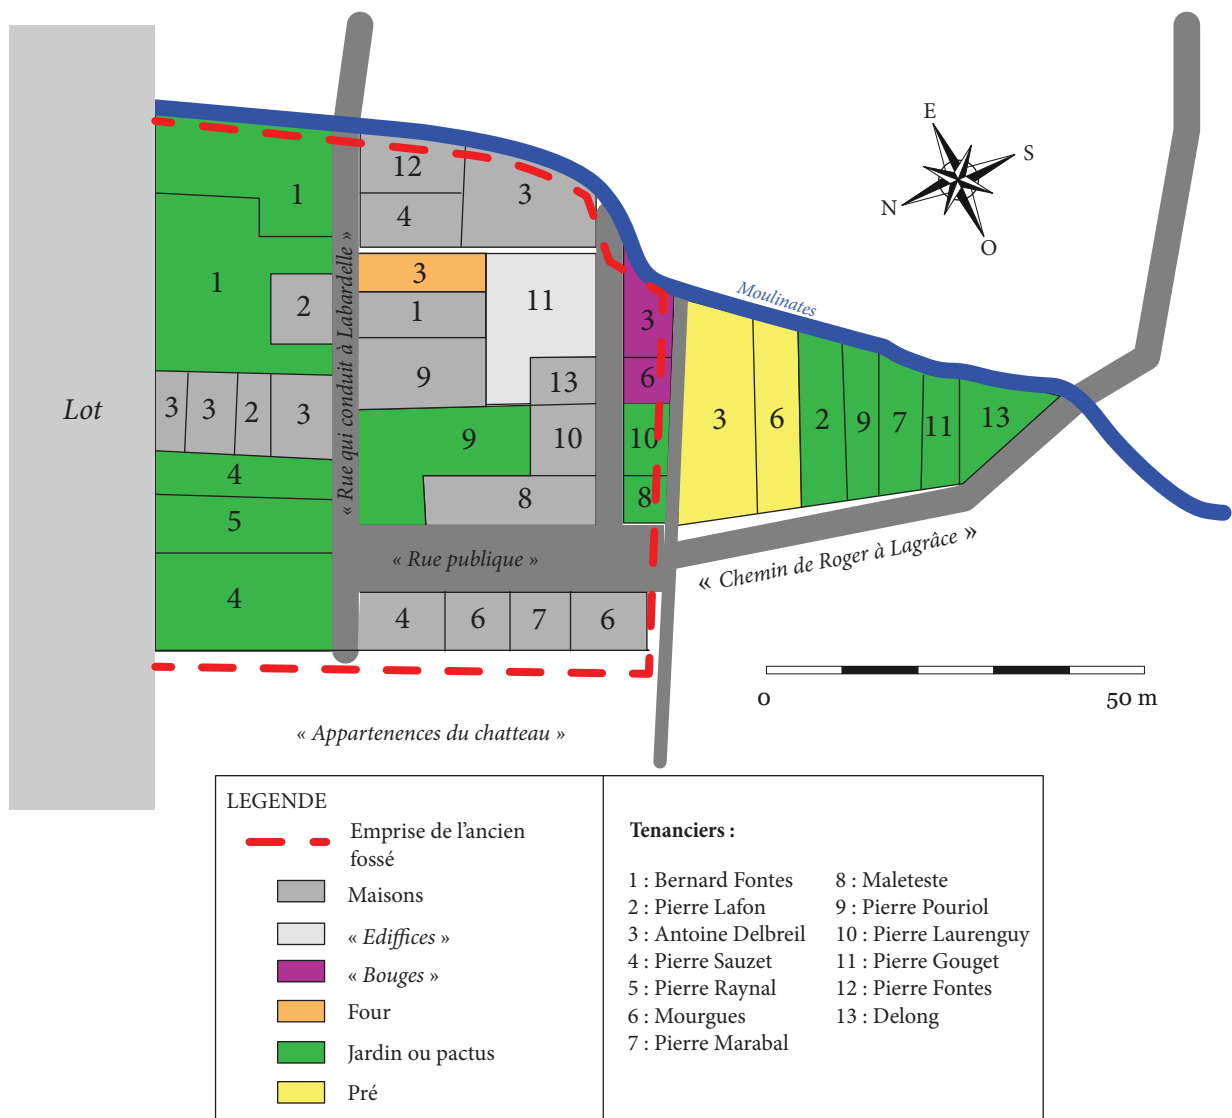 E
S
N
O
12
3
4
1
1
3
11
1
2
9
13
3
6
Moulinates
3
6
2
9
7
11
13
Lot
3
3
2
3
9
10
10
4
8
8
5
« Rue qui conduit à Labardelle »
« Rue publique »
« Chemin de Roger à Lagrâce »
4
4
6
7
6
0
50 m
« Appartenences du chatteau »
LEGENDE
Emprise de l'ancien
fossé
Maisons
« Ediffices »
« Bouges »
Four
Jardin ou pactus
Pré
Tenanciers :
1 : Bernard Fontes
2 : Pierre Lafon
3 : Antoine Delbreil
4 : Pierre Sauzet
5 : Pierre Raynal
6 : Mourgues
7 : Pierre Marabal
8 : Maleteste
9 : Pierre Pouriol
10 : Pierre Laurenguy
11 : Pierre Gouget
12 : Pierre Fontes
13 : Delong